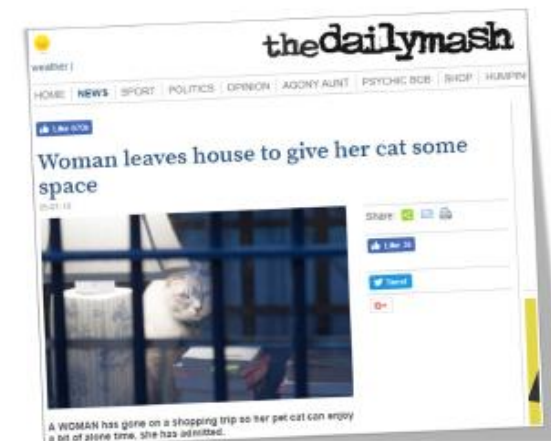 thedailymash
weather |
HOME NEWS SPORT POLITICS OPINION AGONY AUNT PSYCHIC BOB SHOP
Like
Woman leaves house to give her cat some
space
Share:
Like
Tweet
G+
A WOMAN has gone on a shopping trip so her pet cat can enjoy
a bit of alone time, she has admitted.